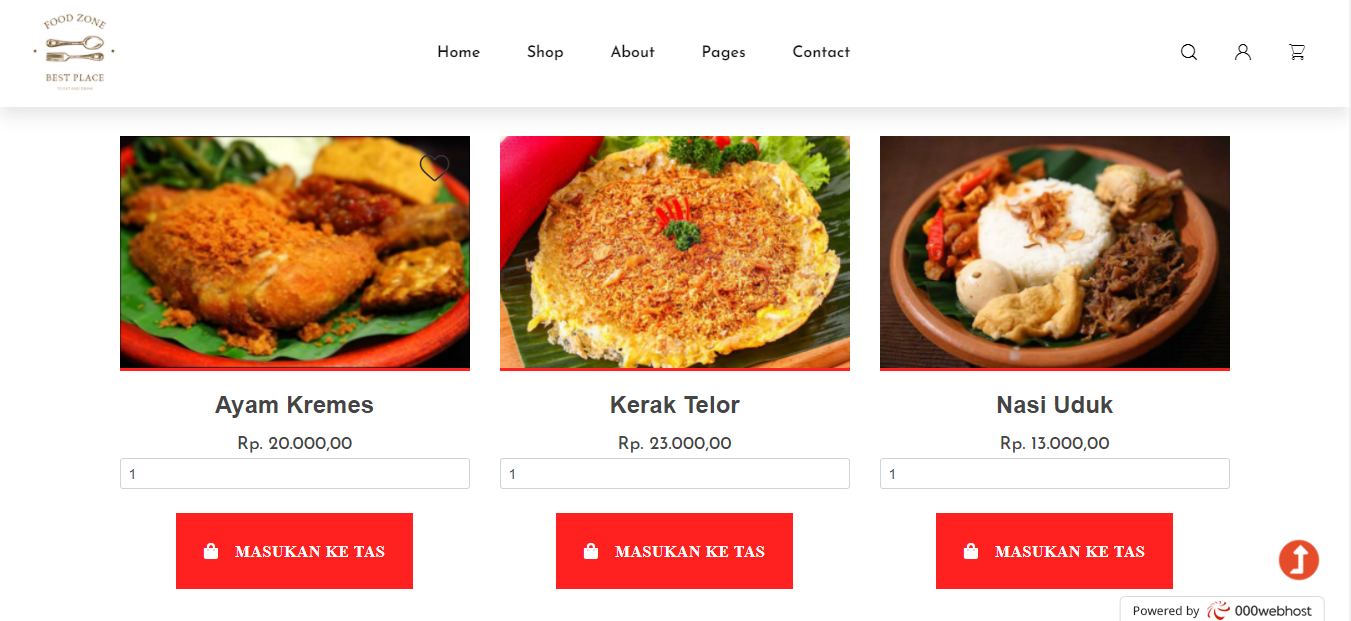 FOOD ZONE
BEST PLACE
Home Shop About Pages Contact
Ayam Kremes Kerak Telor Nasi Uduk
Rp. 20.000,00 Rp. 23.000,00 Rp. 13.000,00
1 1 1
MASUKAN KE TAS MASUKAN KE TAS MASUKAN KE TAS
Powered by 000webhost